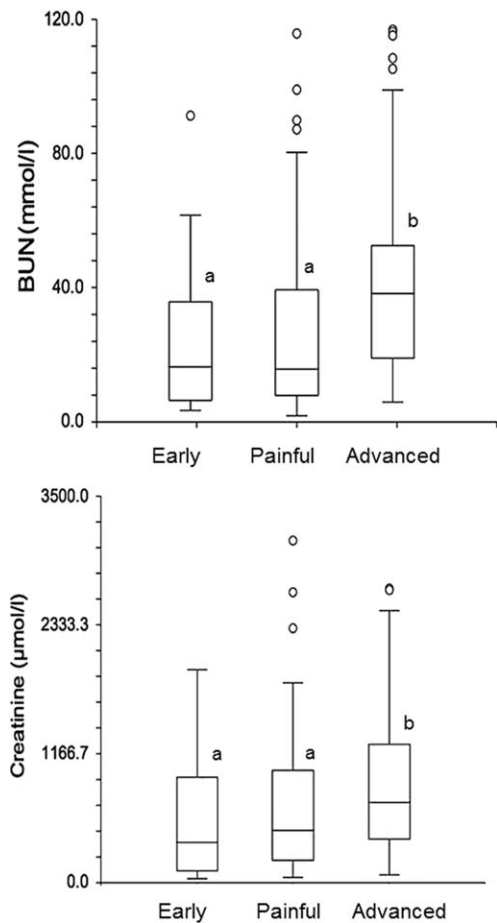 120.0
80.0
40.0
0.0
BUN(mmol/l)
a
a
b
Early
Painful
Advanced
3500.0
2333.3
1166.7
0.0
Creatinine (µmol/l)
a
a
b
Early
Painful
Advanced